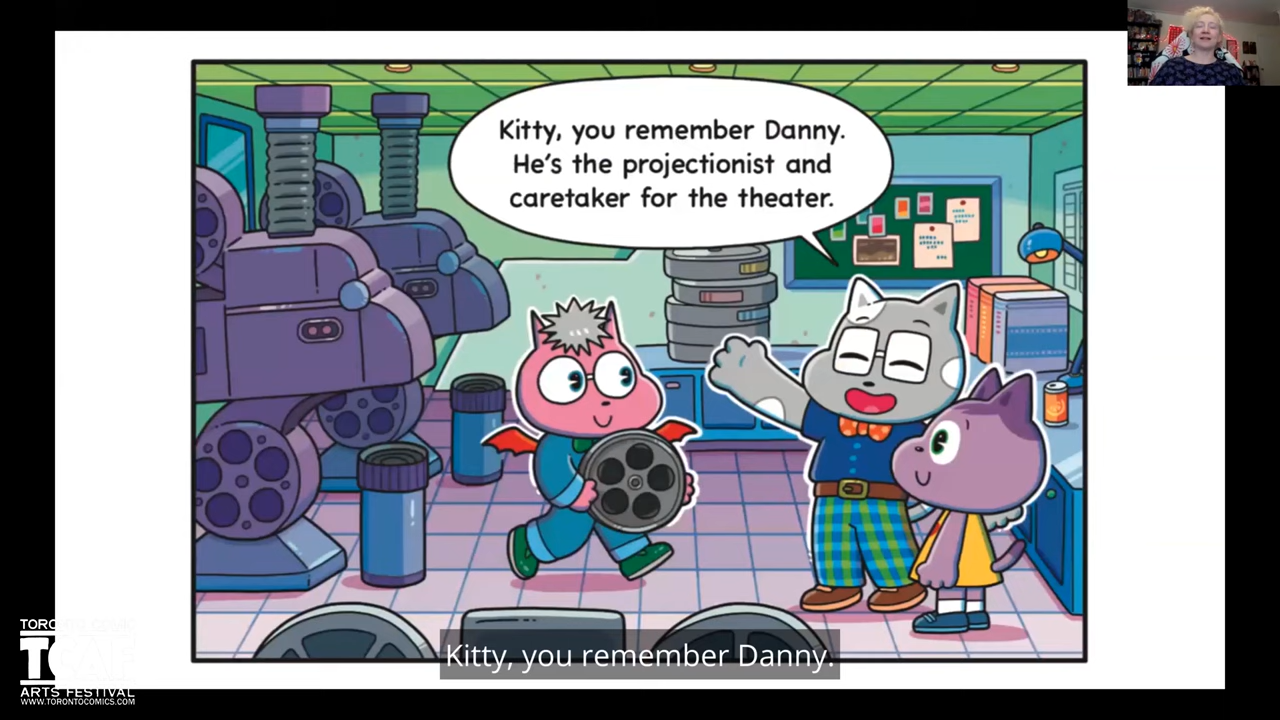 Kitty, you remember Danny.
He's the projectionist and
caretaker for the theater.
Kitty, you remember Danny.
TORONTO COMIC
TCAF
ARTS FESTIVAL
WWW.TORONTOCOMICS.COM